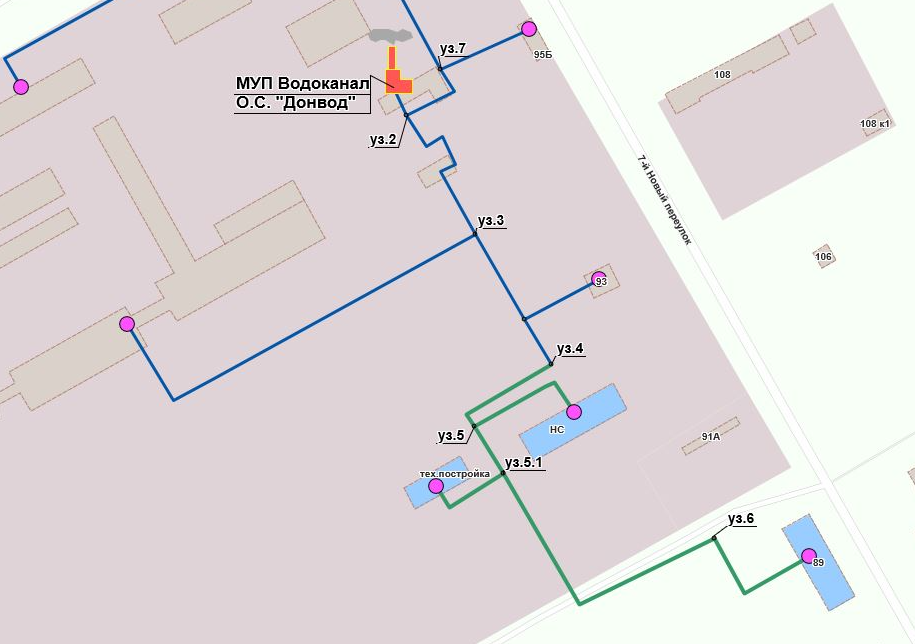 уз.7
95Б
108
МУП Водоканал
О.С. "Донвод"
108 к1
уз.2
7-й Новый переулок
уз.3
106
93
уз.4
НС
уз.5
91А
уз.5.1
тех.постройка
уз.6
89